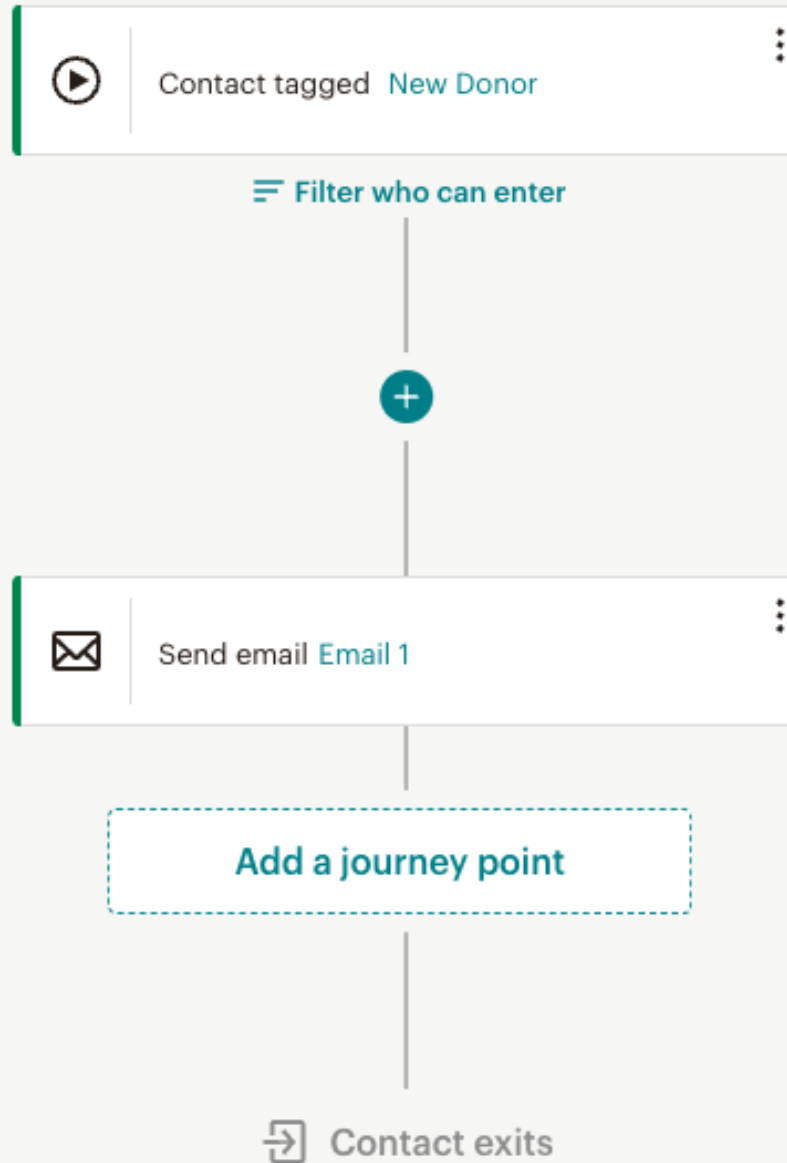 Contact tagged New Donor
Filter who can enter
Send email Email 1
Add a journey point
Contact exits